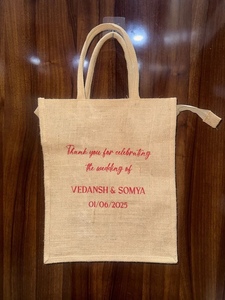 Thank you for celebrating
the wedding of
VEDANSH & SOMYA
01/06/2025